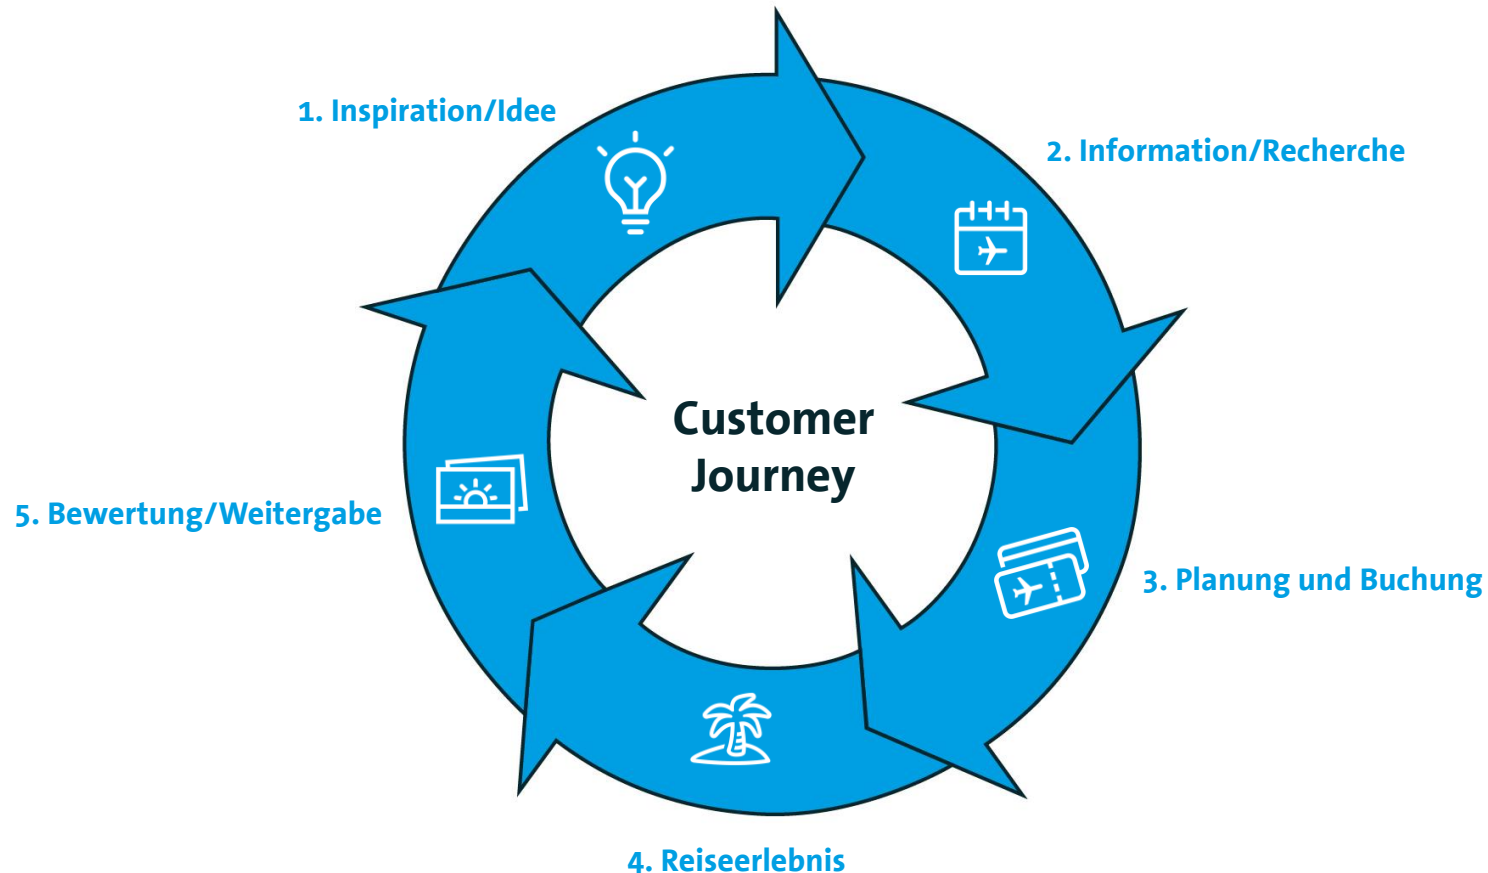 1. Inspiration/Idee
2. Information/Recherche
Customer
Journey
5. Bewertung/Weitergabe
3. Planung und Buchung
4. Reiseerlebnis